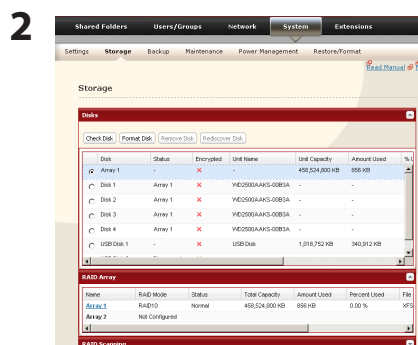 2
Shared Folders Users/Groups Network System Extensions
Settings Storage Backup Maintenance Power Management Restore/Format
Read Manual
Storage
Disks
Check Disk Format Disk Remove Disk Rediscover Disk
Disk Status Encrypted Unit Name Unit Capacity Amount Used % U
Array 1 - - 458,524,800 KB 856 KB
Disk 1 Array 1 WD2500AAKS-00B3A - -
Disk 2 Array 1 WD2500AAKS-00B3A - -
Disk 3 Array 1 WD2500AAKS-00B3A - -
Disk 4 Array 1 WD2500AAKS-00B3A - -
USB Disk 1 - USB Disk 1,018,752 KB 340,912 KB
RAID Array
Name RAID Mode Status Total Capacity Amount Used Percent Used File
Array 1 RAID10 Normal 458,524,800 KB 856 KB 0.00 % XFS
Array 2 Not Configured
RAID Scanning